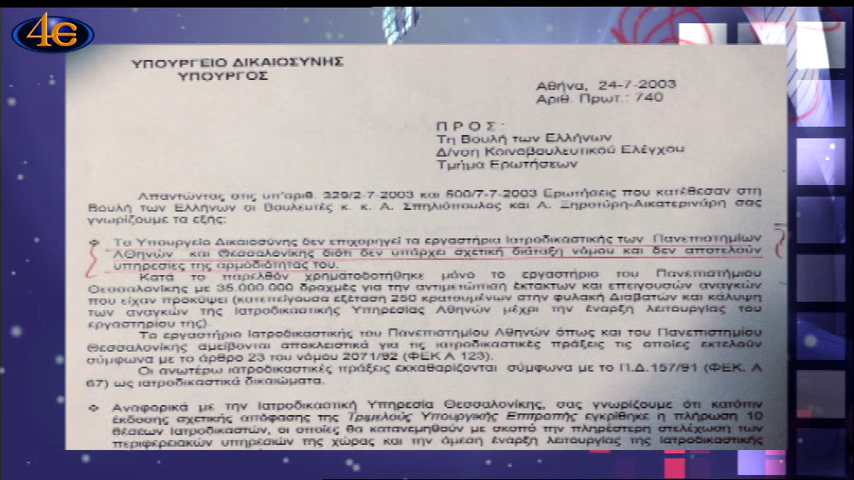 4ε
ΥΠΟΥΡΓΕΙΟ ΔΙΚΑΙΟΣΥΝΗΣ
ΥΠΟΥΡΓΟΣ
Αθήνα, 24-7-2003
Αριθ. Πρωτ.: 740
Π Ρ Ο Σ :
Τη Βουλή των Ελλήνων
Δ/νση Κοινοβουλευτικού Ελέγχου
Τμήμα Ερωτήσεων
Απαντώντας στις υπ'αριθ. 329/2-7-2003 και 500/7-7-2003 Ερωτήσεις που κατέθεσαν στη
Βουλή των Ελλήνων οι Βουλευτές κ. κ. Α. Σπηλιόπουλος και Α. Ξηροτύρη-Αικατερινάρη σας
γνωρίζουμε τα εξής:
❖ Το Υπουργείο Δικαιοσύνης δεν επιχορηγεί τα εργαστήρια Ιατροδικαστικής των Πανεπιστημίων
Αθηνών και Θεσσαλονίκης διότι δεν υπάρχει σχετική διάταξη νόμου και δεν αποτελούν
υπηρεσίες της αρμοδιότητας του.
Κατά το παρελθόν χρηματοδοτήθηκε μόνο το εργαστήριο του Πανεπιστημίου
Θεσσαλονίκης με 35.000.000 δραχμές για την αντιμετώπιση έκτακτων και επειγουσών αναγκών
που είχαν προκύψει (κατεπείγουσα εξέταση 250 κρατουμένων στην φυλακή Διαβατών και κάλυψη
των αναγκών της Ιατροδικαστικής Υπηρεσίας Αθηνών μέχρι την έναρξη λειτουργίας του
εργαστηρίου της).
Το εργαστήριο Ιατροδικαστικής του Πανεπιστημίου Αθηνών όπως και του Πανεπιστημίου
Θεσσαλονίκης αμείβονται αποκλειστικά για τις ιατροδικαστικές πράξεις τις οποίες εκτελούν
σύμφωνα με το άρθρο 23 του νόμου 2071/92 (ΦΕΚ Α 123).
Οι ανωτέρω ιατροδικαστικές πράξεις εκκαθαρίζονται σύμφωνα με το Π.Δ.157/91 (ΦΕΚ. Α
67) ως ιατροδικαστικά δικαιώματα.
❖ Αναφορικά με την Ιατροδικαστική Υπηρεσία Θεσσαλονίκης, σας γνωρίζουμε ότι κατόπιν
έκδοσης σχετικής απόφασης της Τριμελούς Υπουργικής Επιτροπής εγκρίθηκε η πλήρωση 10
θέσεων Ιατροδικαστών, οι οποίες θα κατανεμηθούν με σκοπό την πληρέστερη στελέχωση των
περιφερειακών υπηρεσιών της χώρας και την άμεση έναρξη λειτουργίας της Ιατροδικαστικής